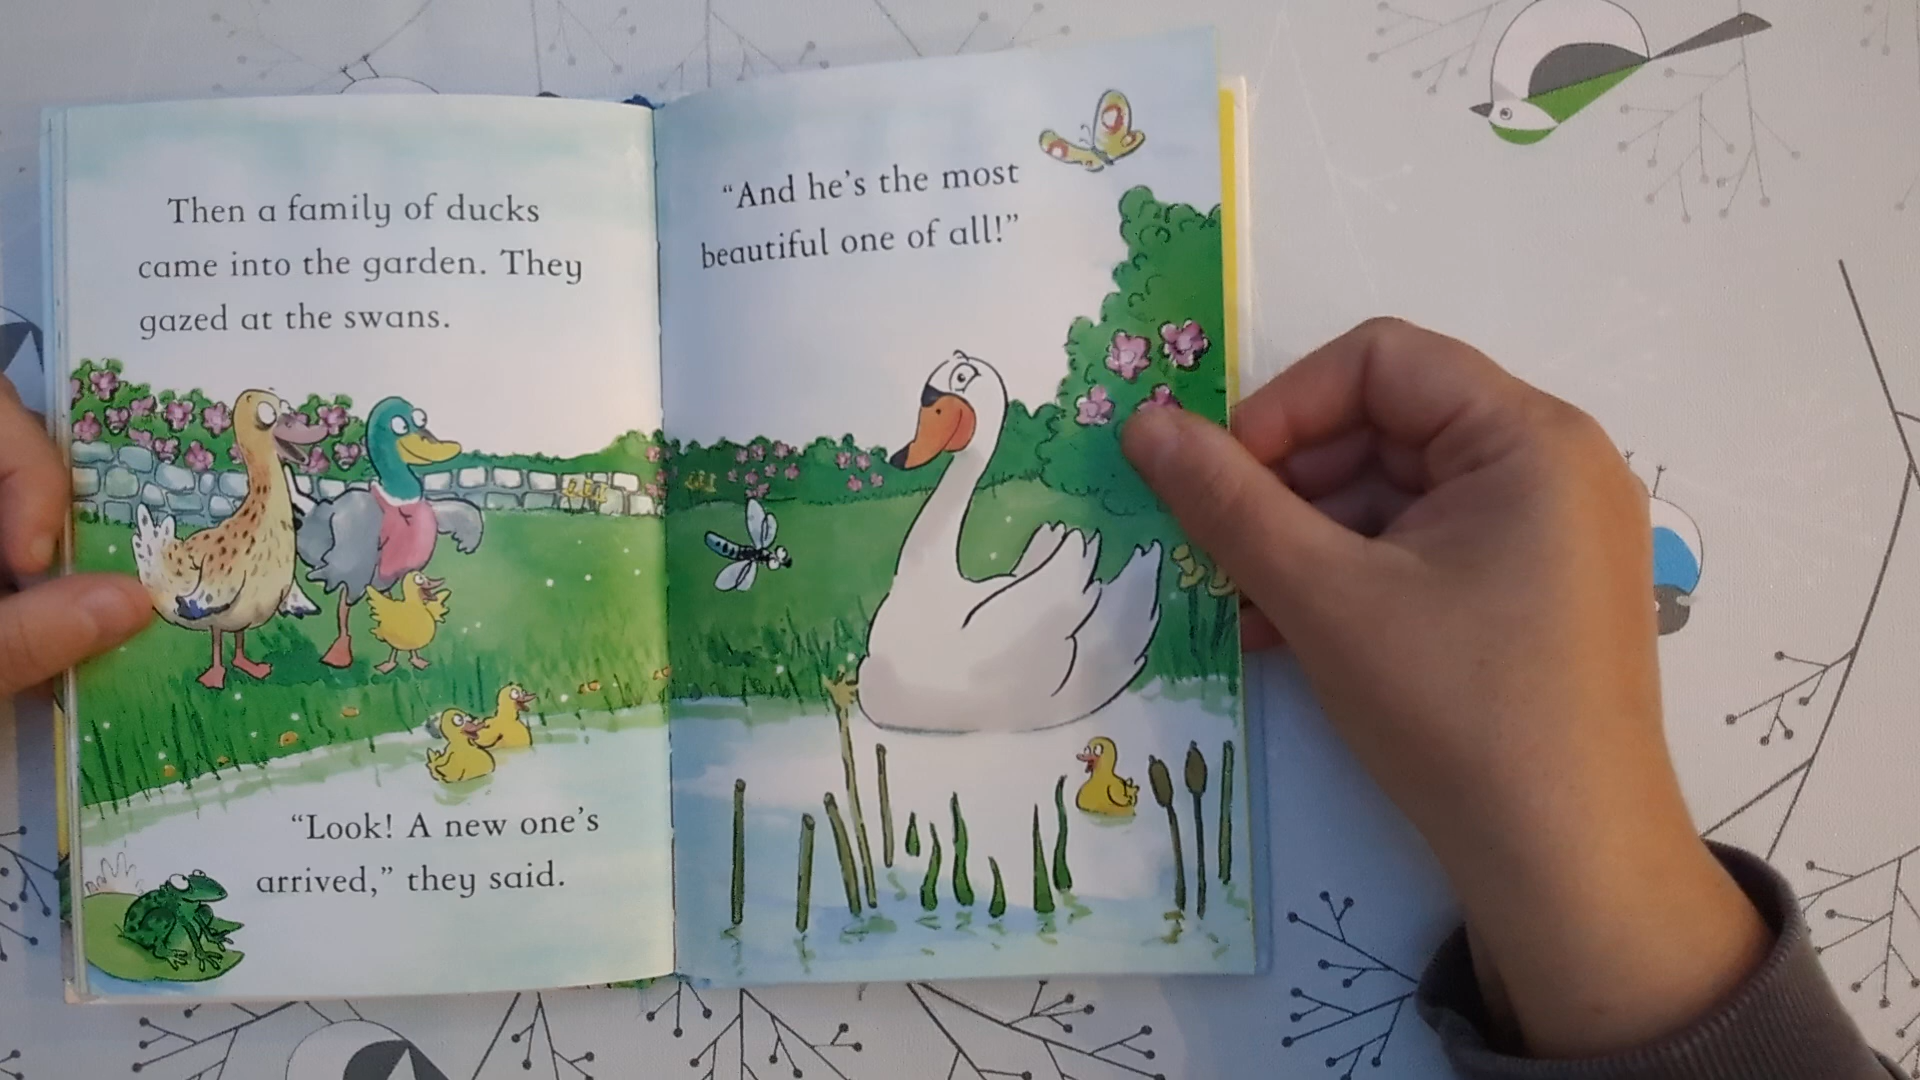 Then a family of ducks
came into the garden. They
gazed at the swans.
“Look! A new one’s
arrived,” they said.
“And he’s the most
beautiful one of all!”